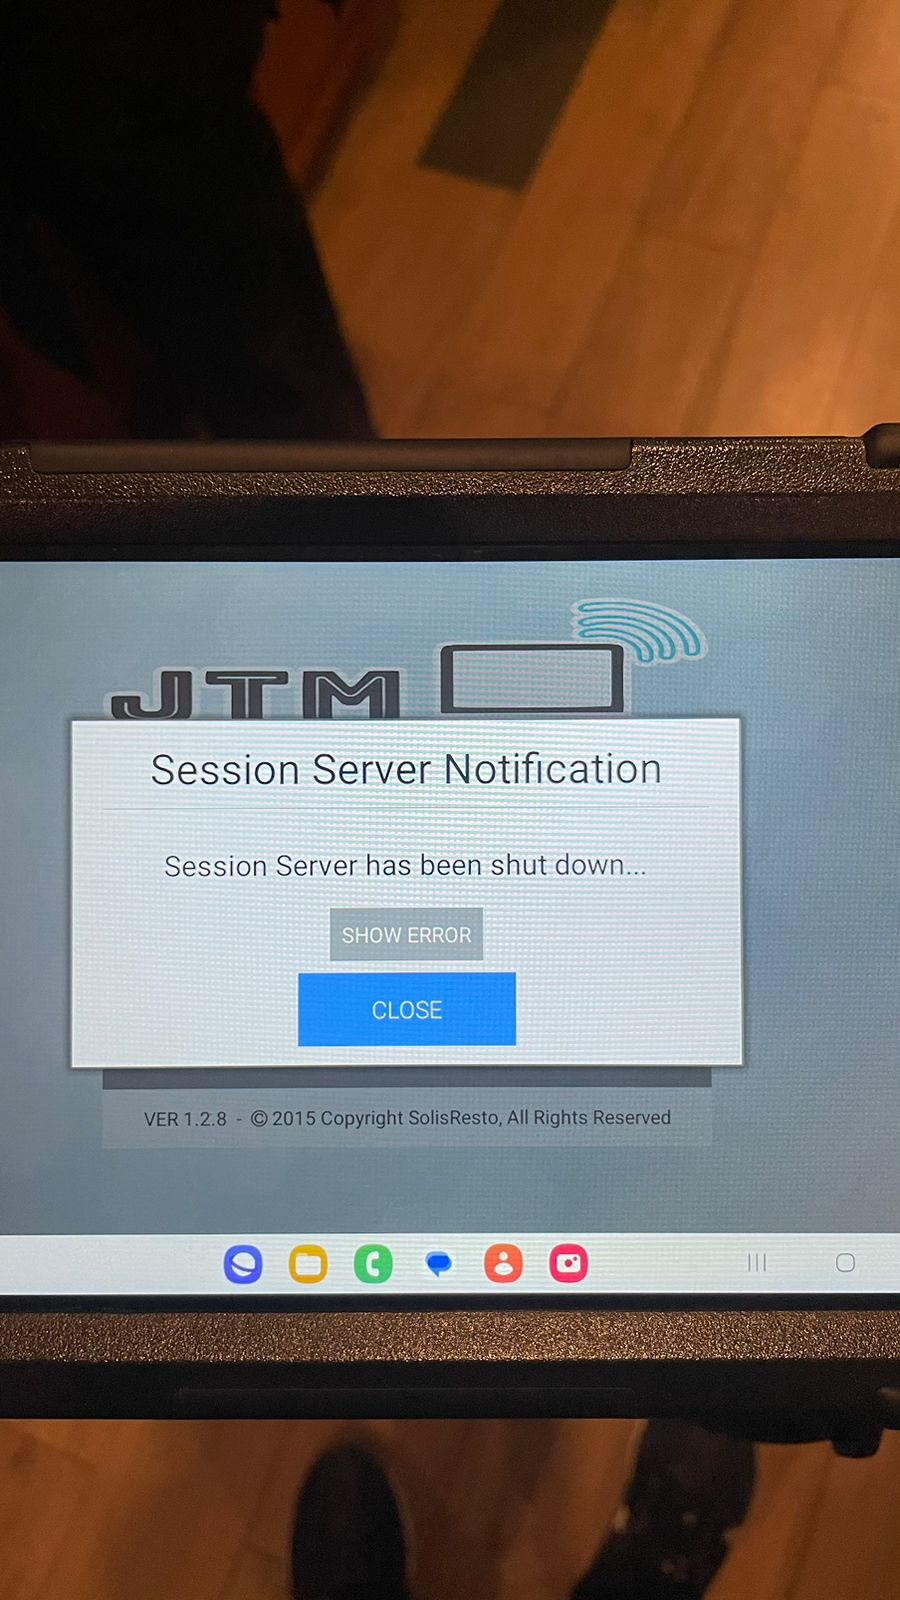 JTM
Session Server Notification
Session Server has been shut down...
SHOW ERROR
CLOSE
VER 1.2.8 - © 2015 Copyright SolisResto, All Rights Reserved